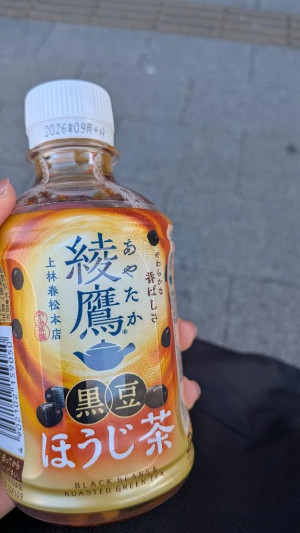 2026年09月
綾鷹
あやたか
やわらかな
香ばしさ
上林春松本店
黒豆
ほうじ茶
BLACK BEANS &
ROASTED GREEN TEA